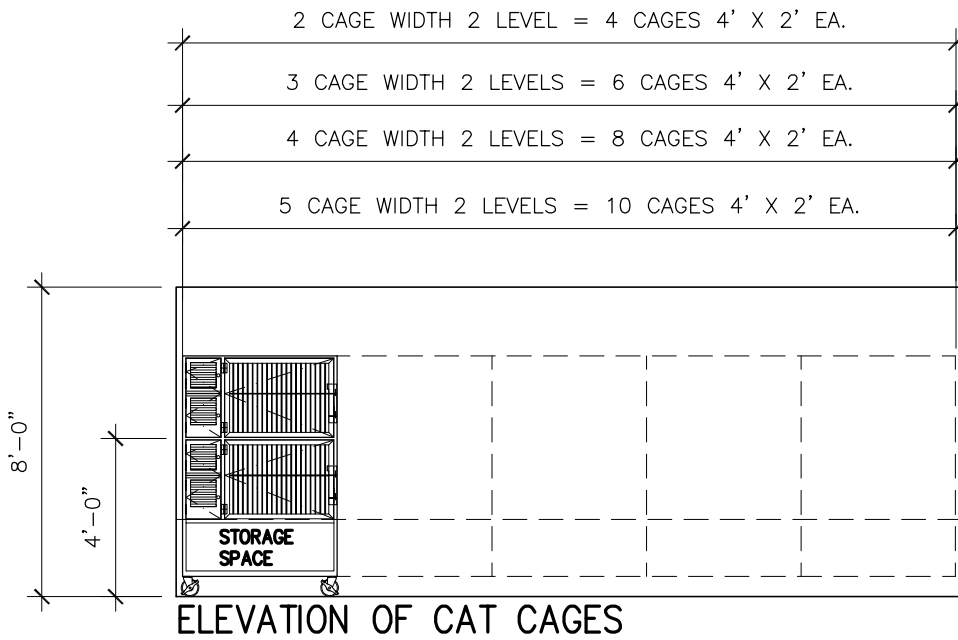 2 CAGE WIDTH 2 LEVEL = 4 CAGES 4' X 2' EA.
3 CAGE WIDTH 2 LEVELS = 6 CAGES 4' X 2' EA.
4 CAGE WIDTH 2 LEVELS = 8 CAGES 4' X 2' EA.
5 CAGE WIDTH 2 LEVELS = 10 CAGES 4' X 2' EA.
8'-0"
4'-0"
STORAGE
SPACE
ELEVATION OF CAT CAGES